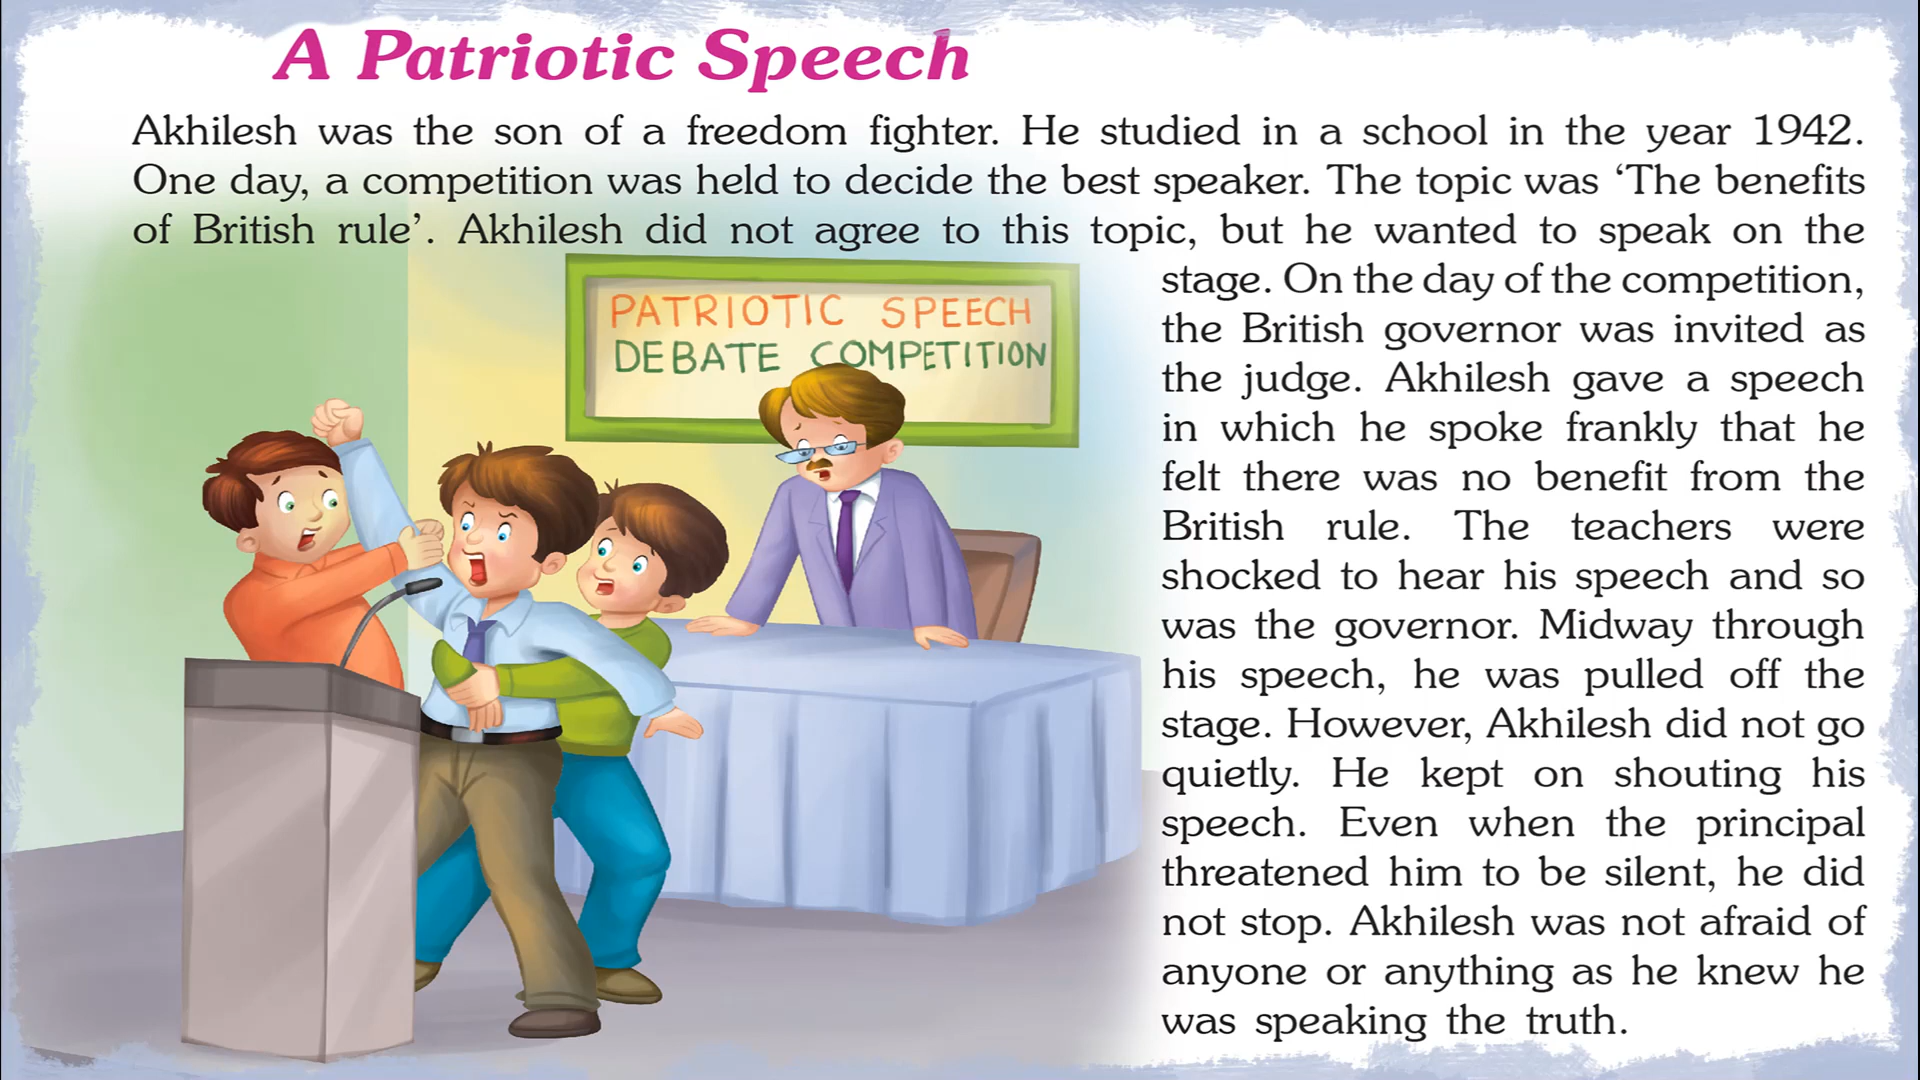 A Patriotic Speech
Akhilesh was the son of a freedom fighter. He studied in a school in the year 1942.
One day, a competition was held to decide the best speaker. The topic was ‘The benefits
of British rule’. Akhilesh did not agree to this topic, but he wanted to speak on the
stage. On the day of the competition,
the British governor was invited as
the judge. Akhilesh gave a speech
in which he spoke frankly that he
felt there was no benefit from the
British rule. The teachers were
shocked to hear his speech and so
was the governor. Midway through
his speech, he was pulled off the
stage. However, Akhilesh did not go
quietly. He kept on shouting his
speech. Even when the principal
threatened him to be silent, he did
not stop. Akhilesh was not afraid of
anyone or anything as he knew he
was speaking the truth.
PATRIOTIC SPEECH
DEBATE COMPETITION